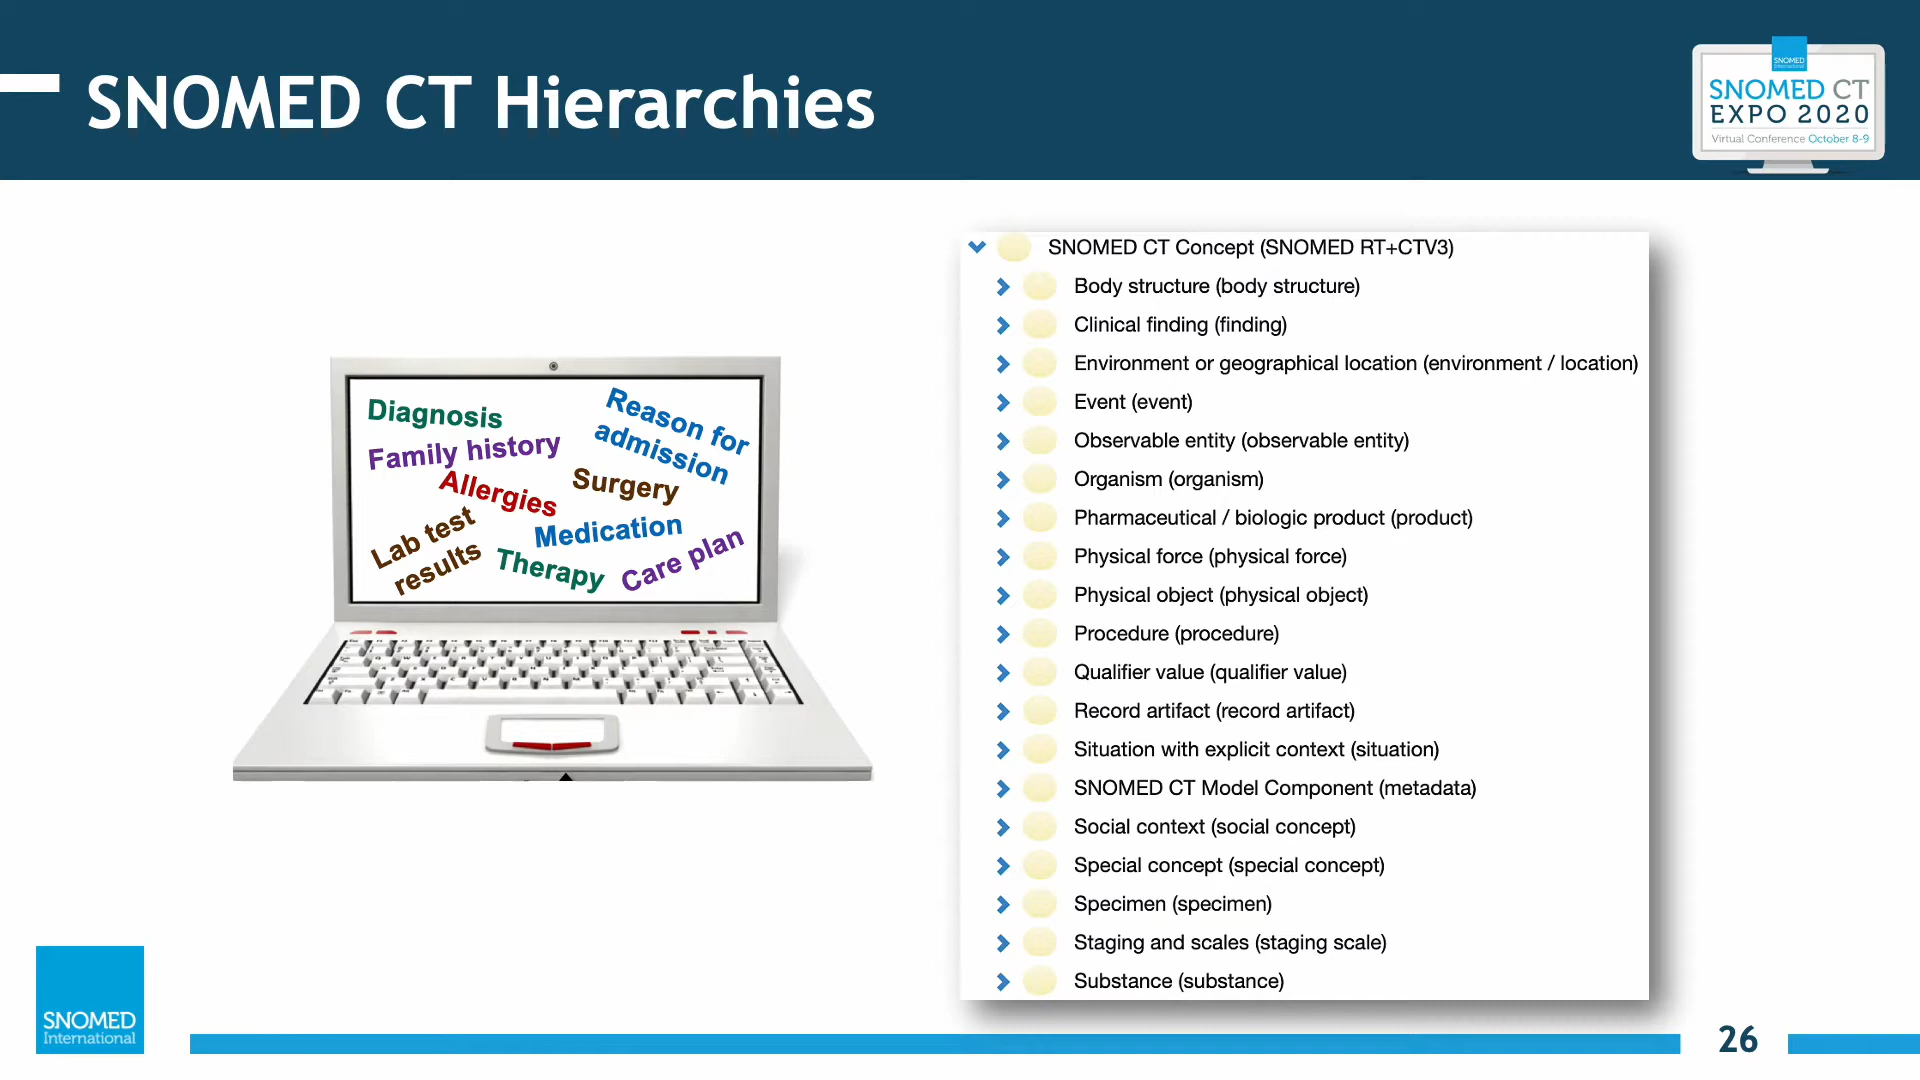 SNOMED CT Hierarchies
SNOMED
International
SNOMED CT
EXPO 2020
Virtual Conference October 8-9
Diagnosis
Family history
Reason for
admission
Allergies
Surgery
Lab test
results
Medication
Therapy
Care plan
SNOMED CT Concept (SNOMED RT+CTV3)
Body structure (body structure)
Clinical finding (finding)
Environment or geographical location (environment / location)
Event (event)
Observable entity (observable entity)
Organism (organism)
Pharmaceutical / biologic product (product)
Physical force (physical force)
Physical object (physical object)
Procedure (procedure)
Qualifier value (qualifier value)
Record artifact (record artifact)
Situation with explicit context (situation)
SNOMED CT Model Component (metadata)
Social context (social concept)
Special concept (special concept)
Specimen (specimen)
Staging and scales (staging scale)
Substance (substance)
SNOMED
International
26